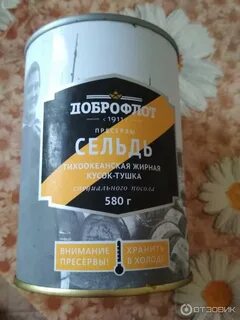 ДОБРОФЛОТ
с 1911 г
ПРЕСЕРВЫ
СЕЛЬДЬ
ТИХООКЕАНСКАЯ ЖИРНАЯ
КУСОК-ТУШКА
специального посола
580 г
ВНИМАНИЕ
ПРЕСЕРВЫ!
ХРАНИТЬ
В ХОЛОДЕ
ОТЗОВИК